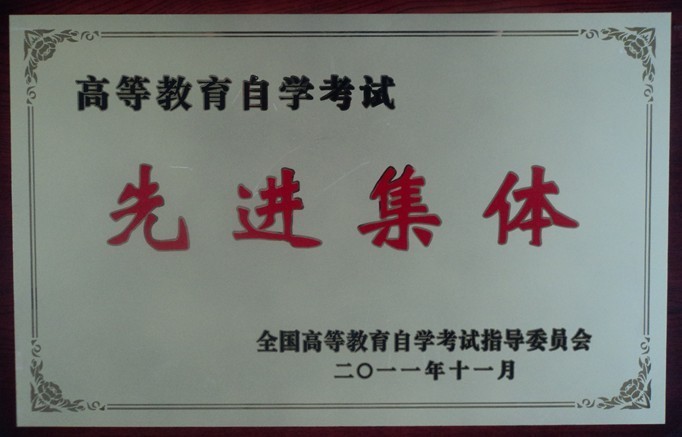 高等教育自学考试
先进集体
全国高等教育自学考试指导委员会
二〇一一年十一月